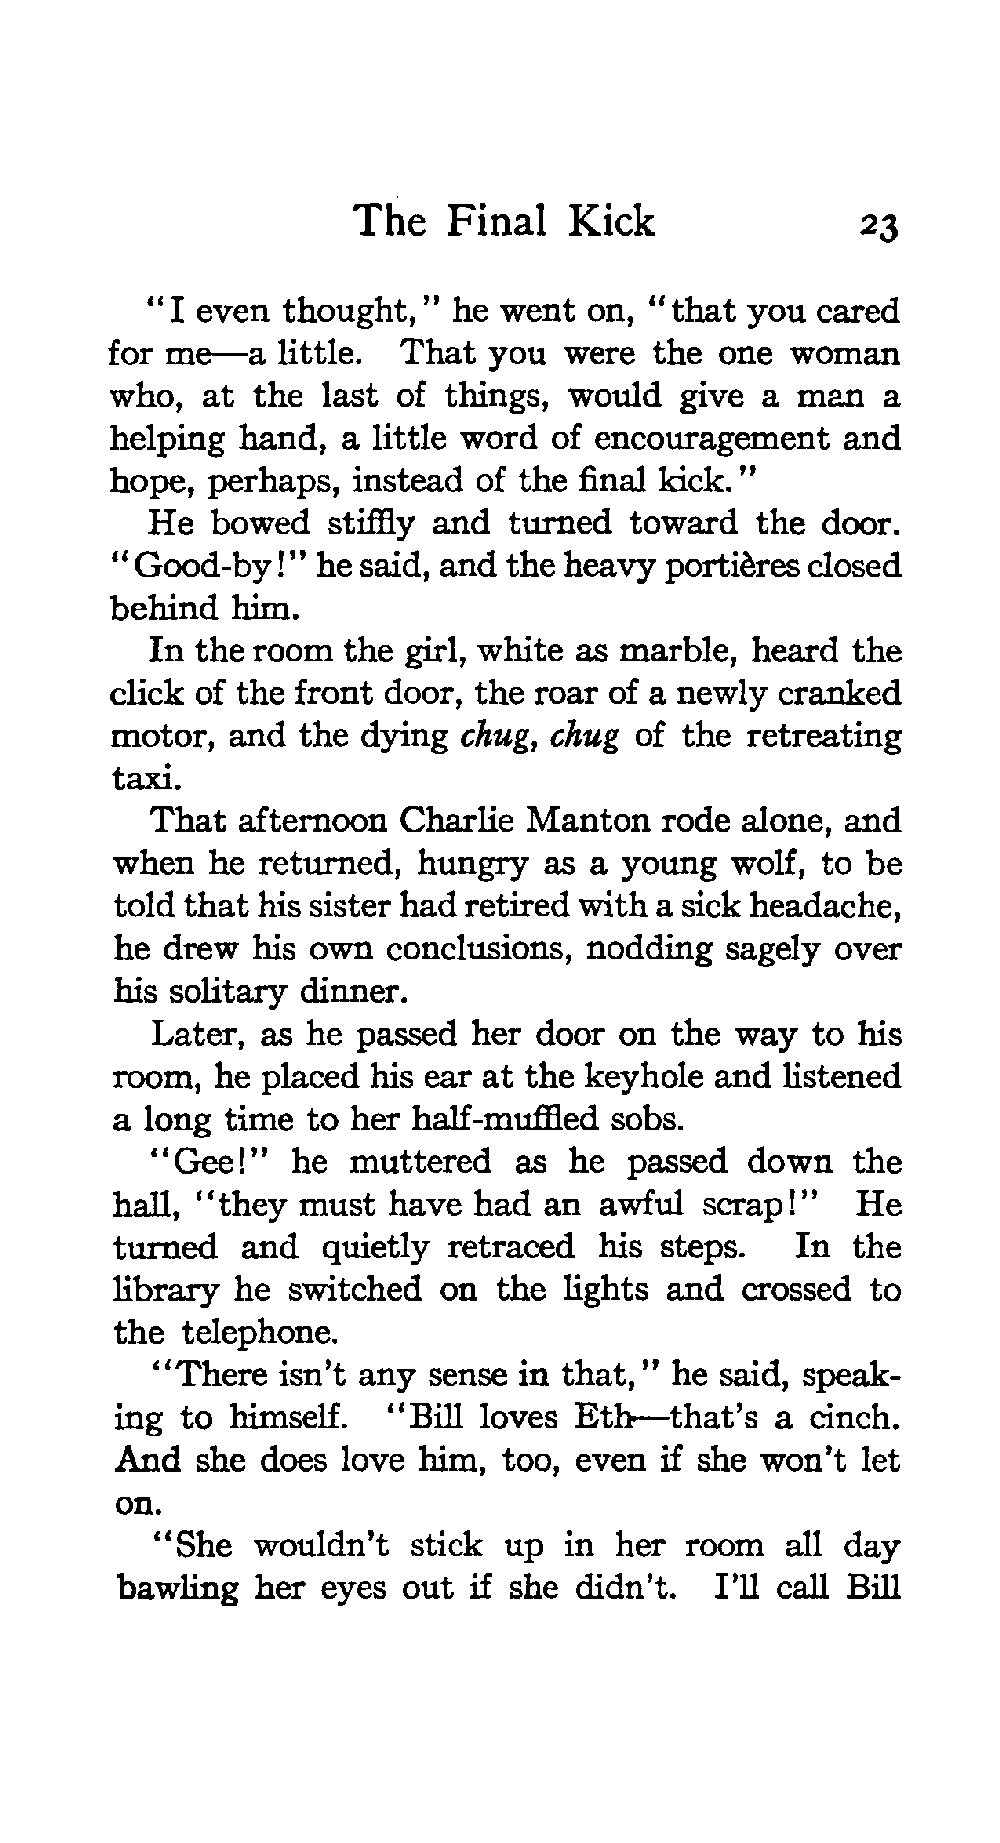 The Final Kick 23
"I even thought," he went on, "that you cared
for me—a little. That you were the one woman
who, at the last of things, would give a man a
helping hand, a little word of encouragement and
hope, perhaps, instead of the final kick."
He bowed stiffly and turned toward the door.
"Good-by!" he said, and the heavy portières closed
behind him.
In the room the girl, white as marble, heard the
click of the front door, the roar of a newly cranked
motor, and the dying chug, chug of the retreating
taxi.
That afternoon Charlie Manton rode alone, and
when he returned, hungry as a young wolf, to be
told that his sister had retired with a sick headache,
he drew his own conclusions, nodding sagely over
his solitary dinner.
Later, as he passed her door on the way to his
room, he placed his ear at the keyhole and listened
a long time to her half-muffled sobs.
"Gee!" he muttered as he passed down the
hall, "they must have had an awful scrap!" He
turned and quietly retraced his steps. In the
library he switched on the lights and crossed to
the telephone.
"There isn't any sense in that," he said, speak-
ing to himself. "Bill loves Eth—that's a cinch.
And she does love him, too, even if she won't let
on.
"She wouldn't stick up in her room all day
bawling her eyes out if she didn't. I'll call Bill